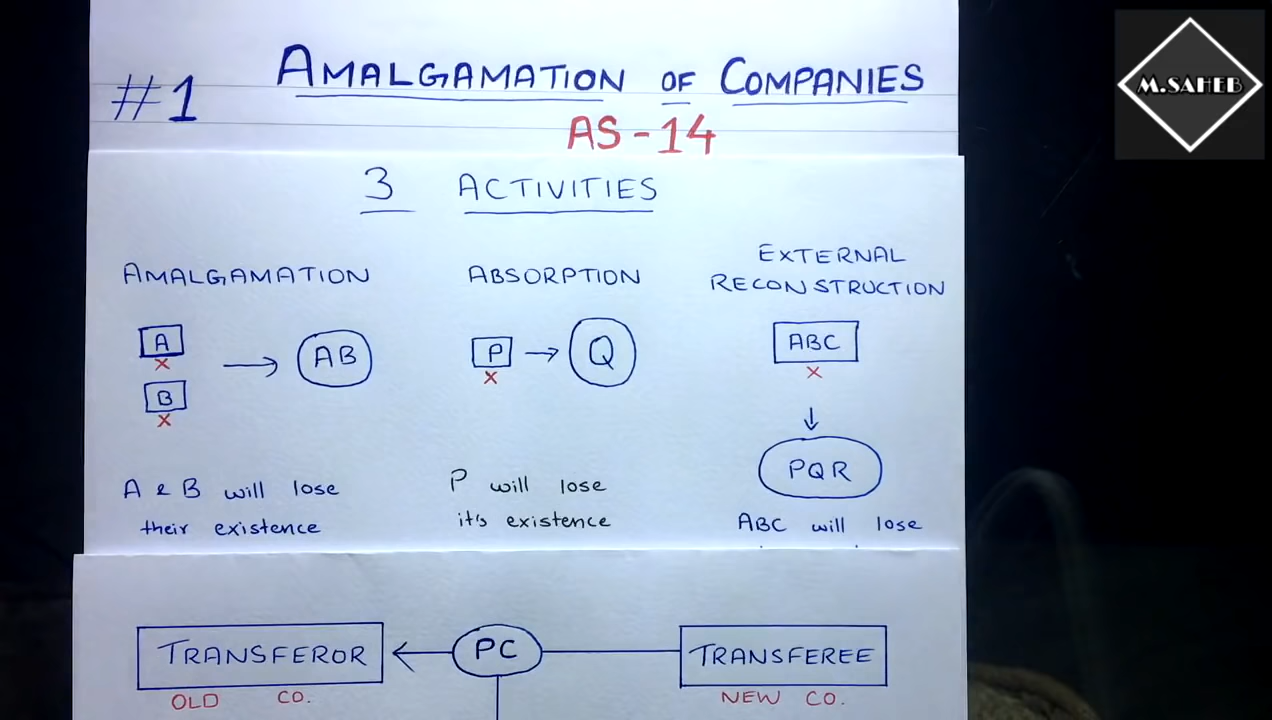 #1
AMALGAMATION OF COMPANIES
AS-14
M.SAHEB
3 ACTIVITIES
AMALGAMATION
A
X
B
X
AB
A & B will lose
their existence
ABSORPTION
P
X
Q
P will lose
it's existence
EXTERNAL
RECONSTRUCTION
ABC
X
PQR
ABC will lose
TRANSFEROR
OLD CO.
PC
TRANSFEREE
NEW CO.